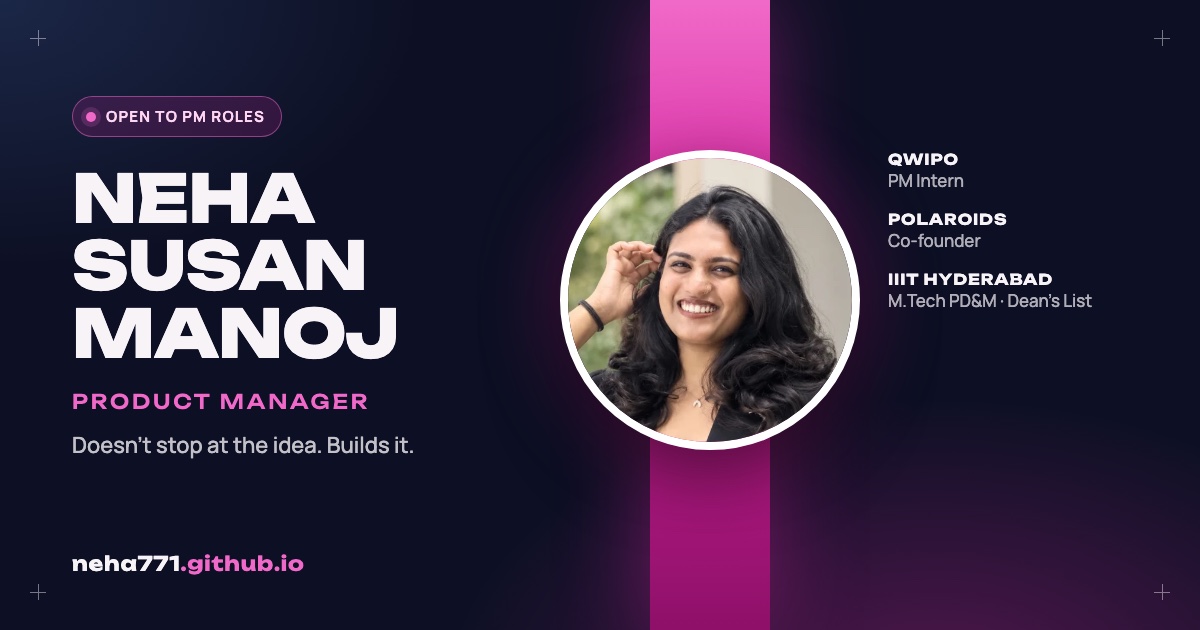 OPEN TO PM ROLES
NEHA
SUSAN
MANOJ
PRODUCT MANAGER
Doesn't stop at the idea. Builds it.
neha771.github.io
QWIPO
PM Intern
POLAROIDS
Co-founder
IIIT HYDERABAD
M.Tech PD&M · Dean's List